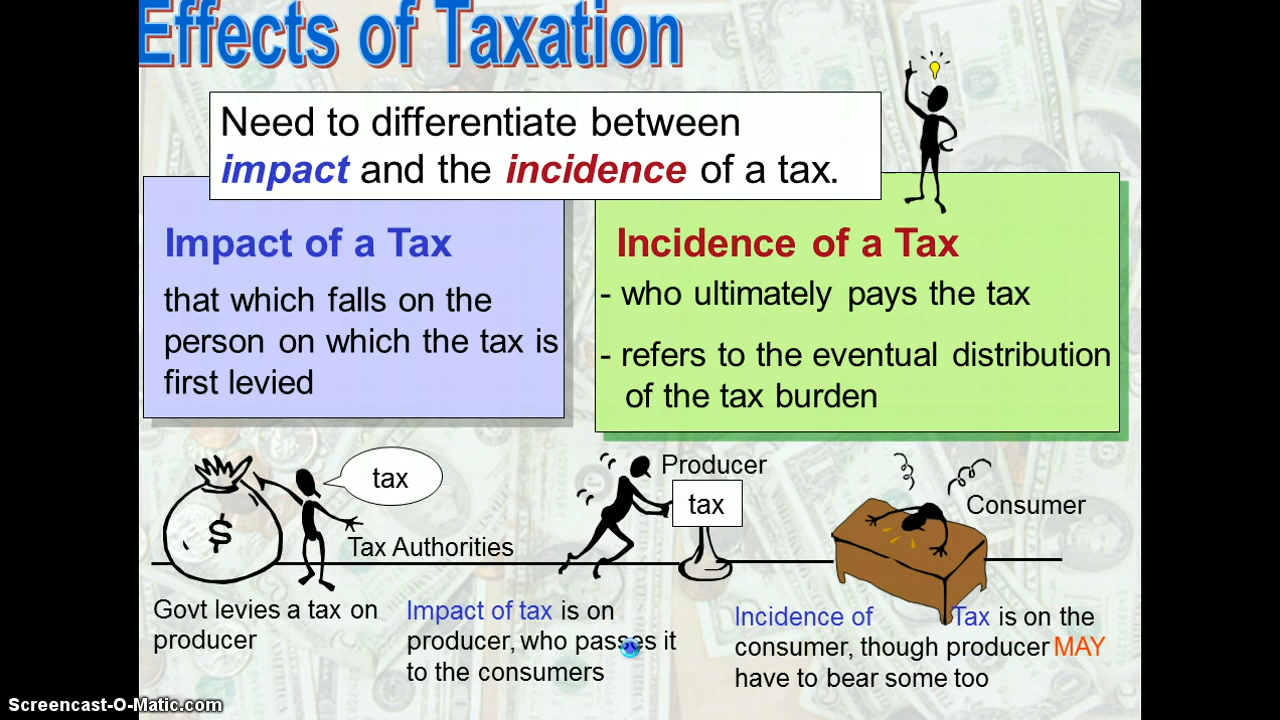 Effects of Taxation
Need to differentiate between
impact and the incidence of a tax.
Impact of a Tax
that which falls on the
person on which the tax is
first levied
Incidence of a Tax
- who ultimately pays the tax
- refers to the eventual distribution
of the tax burden
$
tax
Tax Authorities
Govt levies a tax on
producer
Producer
tax
Impact of tax is on
producer, who passes it
to the consumers
Consumer
Incidence of Tax is on the
consumer, though producer MAY
have to bear some too
Screencast-O-Matic.com